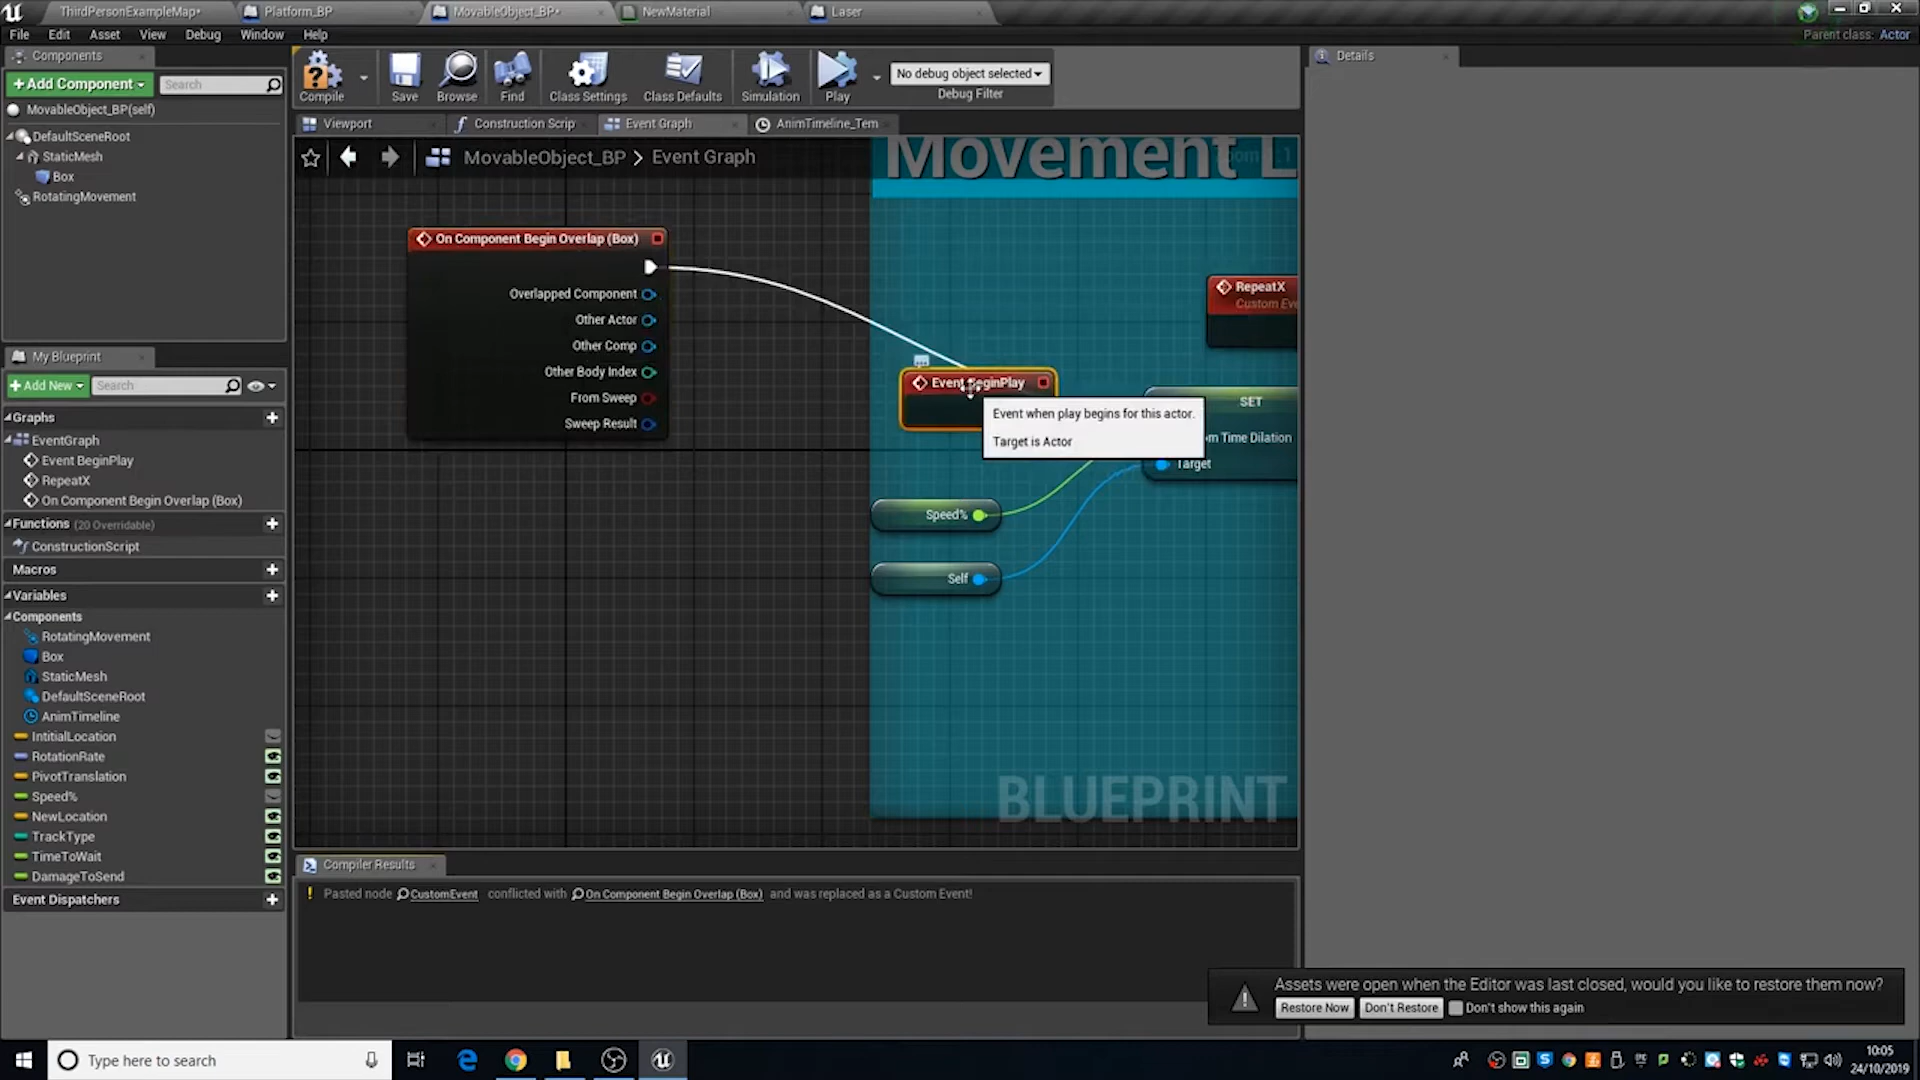 ThirdPersonExampleMap*
Platform_BP
MovableObject_BP*
NewMaterial
Laser
File Edit Asset View Debug Window Help
Parent class: Actor
Components
Add Component
Search
MovableObject_BP(self)
DefaultSceneRoot
StaticMesh
Box
RotatingMovement
Compile
Save
Browse
Find
Class Settings
Class Defaults
Simulation
Play
No debug object selected
Debug Filter
Details
Viewport
Construction Scrip
Event Graph
AnimTimeline_Tem
MovableObject_BP > Event Graph
Movement L
On Component Begin Overlap (Box)
Overlapped Component
Other Actor
Other Comp
Other Body Index
From Sweep
Sweep Result
RepeatX
Custom Eve
Event BeginPlay
Event when play begins for this actor.
Target is Actor
SET
m Time Dilation
Target
Speed%
Self
BLUEPRINT
My Blueprint
Add New
Search
Graphs
EventGraph
Event BeginPlay
RepeatX
On Component Begin Overlap (Box)
Functions (20 Overridable)
ConstructionScript
Macros
Variables
Components
RotatingMovement
Box
StaticMesh
DefaultSceneRoot
AnimTimeline
IntitialLocation
RotationRate
PivotTranslation
Speed%
NewLocation
TrackType
TimeToWait
DamageToSend
Event Dispatchers
Compiler Results
Pasted node CustomEvent conflicted with On Component Begin Overlap (Box) and was replaced as a Custom Event!
Assets were open when the Editor was last closed, would you like to restore them now?
Restore Now
Don't Restore
Don't show this again
Type here to search
10:05
24/10/2019